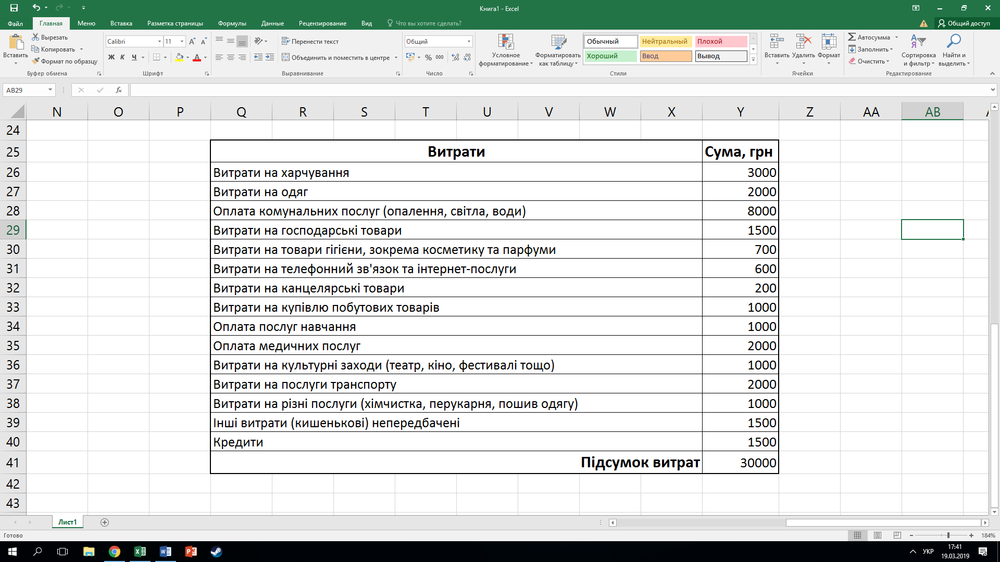 Книга1 - Excel
Файл Главная Меню Вставка Разметка страницы Формулы Данные Рецензирование Вид Что вы хотите сделать? Общий доступ
Вставить
Вырезать
Копировать
Формат по образцу
Буфер обмена
Calibri 11
Ж К Ч
Шрифт
Перенести текст
Объединить и поместить в центре
Выравнивание
Общий
% 000
Число
Условное форматирование
Форматировать как таблицу
Обычный Нейтральный Плохой
Хороший Ввод Вывод
Стили
Вставить Удалить Формат
Ячейки
Автосумма
Заполнить
Очистить
Сортировка и фильтр
Найти и выделить
Редактирование
AB29 fx
N O P Q R S T U V W X Y Z AA AB
24
25 Витрати Сума, грн
26 Витрати на харчування 3000
27 Витрати на одяг 2000
28 Оплата комунальних послуг (опалення, світла, води) 8000
29 Витрати на господарські товари 1500
30 Витрати на товари гігієни, зокрема косметику та парфуми 700
31 Витрати на телефонний зв'язок та інтернет-послуги 600
32 Витрати на канцелярські товари 200
33 Витрати на купівлю побутових товарів 1000
34 Оплата послуг навчання 1000
35 Оплата медичних послуг 2000
36 Витрати на культурні заходи (театр, кіно, фестивалі тощо) 1000
37 Витрати на послуги транспорту 2000
38 Витрати на різні послуги (хімчистка, перукарня, пошив одягу) 1000
39 Інші витрати (кишенькові) непередбачені 1500
40 Кредити 1500
41 Підсумок витрат 30000
42
43
Лист1
Готово 184%
УКР 17:41
19.03.2019